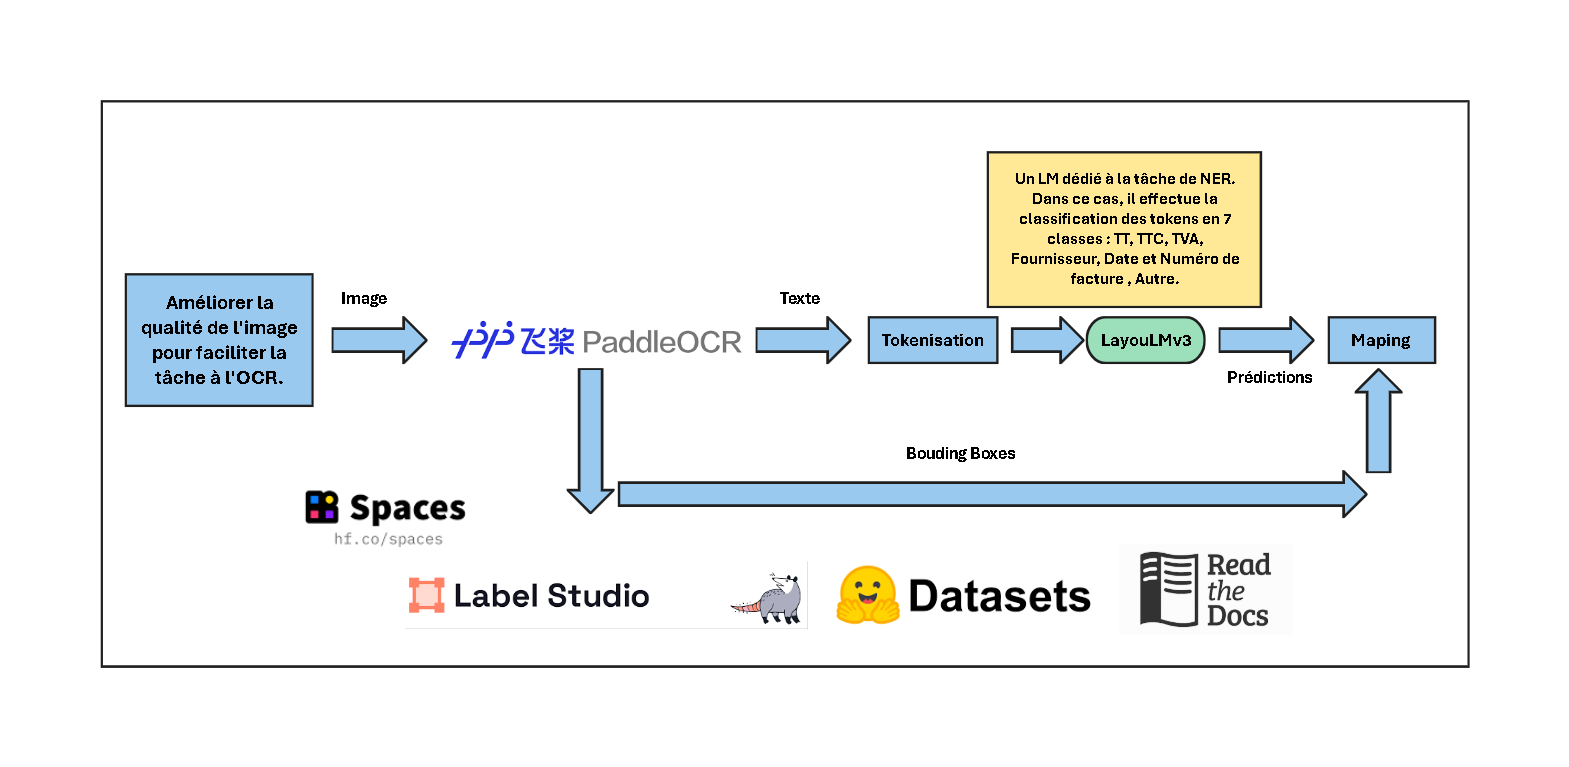 Un LM dédié à la tâche de NER.
Dans ce cas, il effectue la
classification des tokens en 7
classes : TT, TTC, TVA,
Fournisseur, Date et Numéro de
facture , Autre.
Améliorer la
qualité de l'image
pour faciliter la
tâche à l'OCR.
Image
飞桨 PaddleOCR
Texte
Tokenisation
LayouLMv3
Prédictions
Maping
Bouding Boxes
Spaces
hf.co/spaces
Label Studio
Datasets
Read
the
Docs